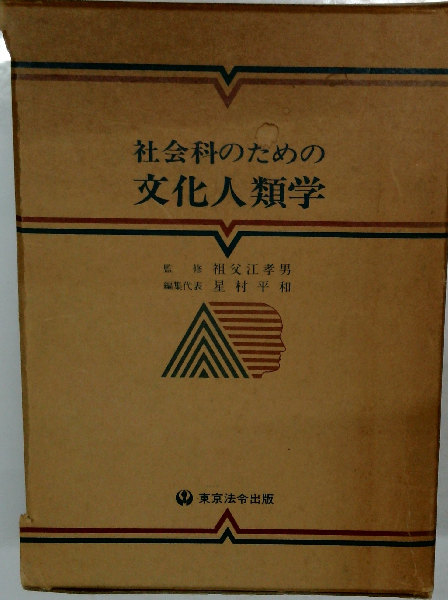 社会科のための
文化人類学
監修 祖父江孝男
編集代表 星村平和
東京法令出版